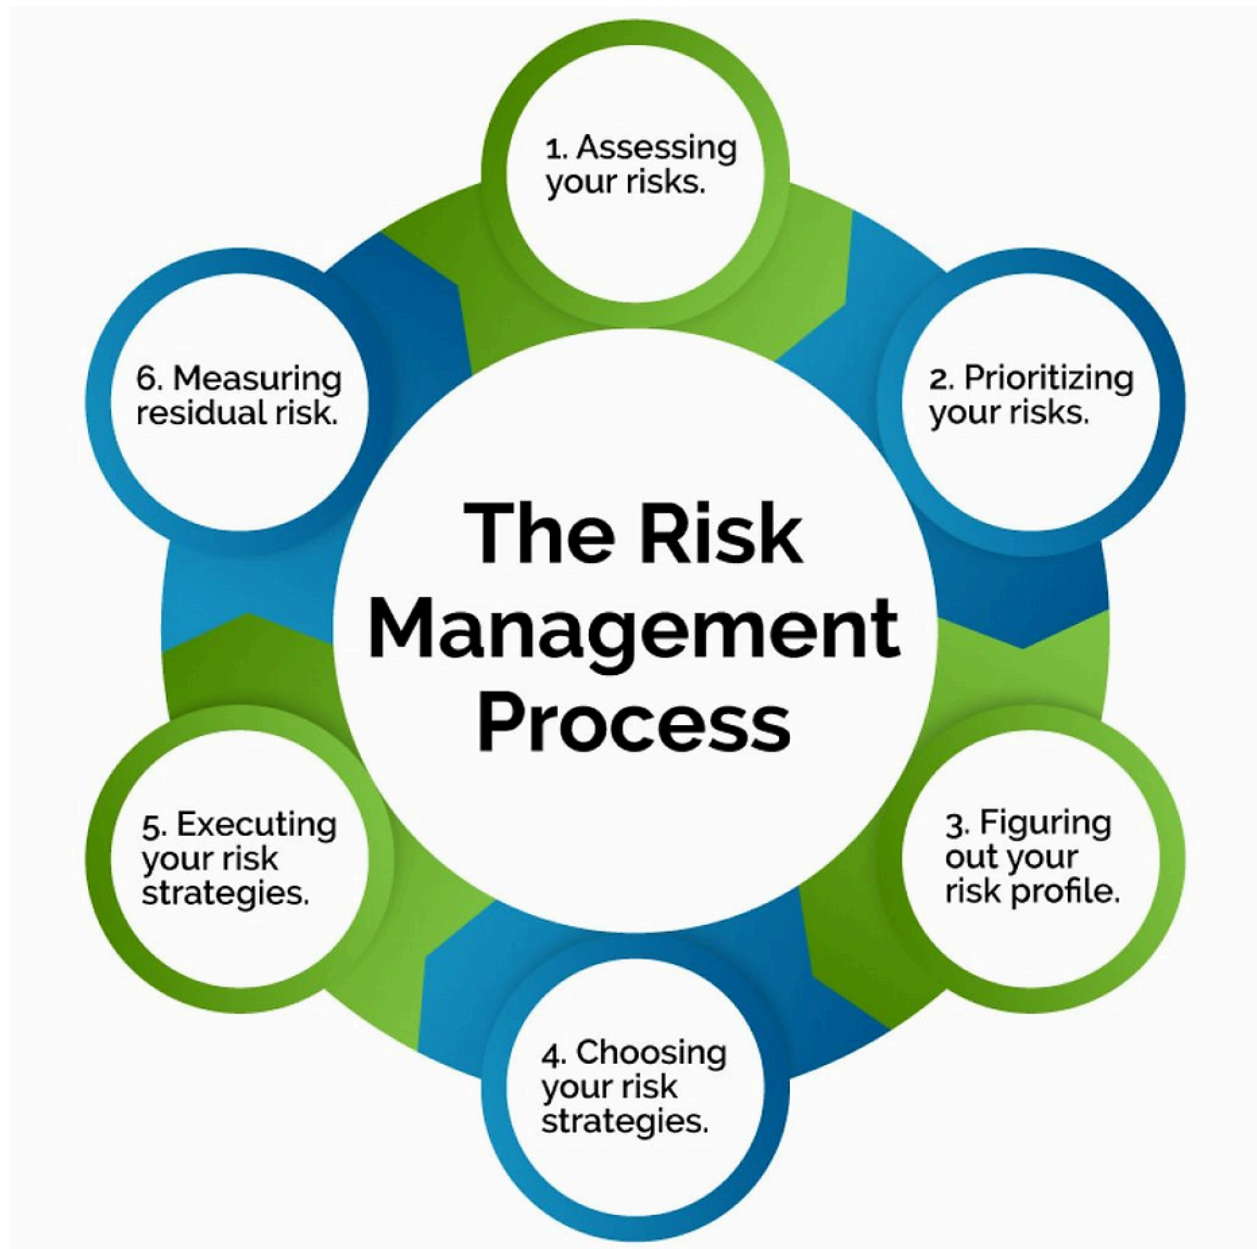 1. Assessing
your risks.
2. Prioritizing
your risks.
3. Figuring
out your
risk profile.
4. Choosing
your risk
strategies.
5. Executing
your risk
strategies.
6. Measuring
residual risk.
The Risk
Management
Process